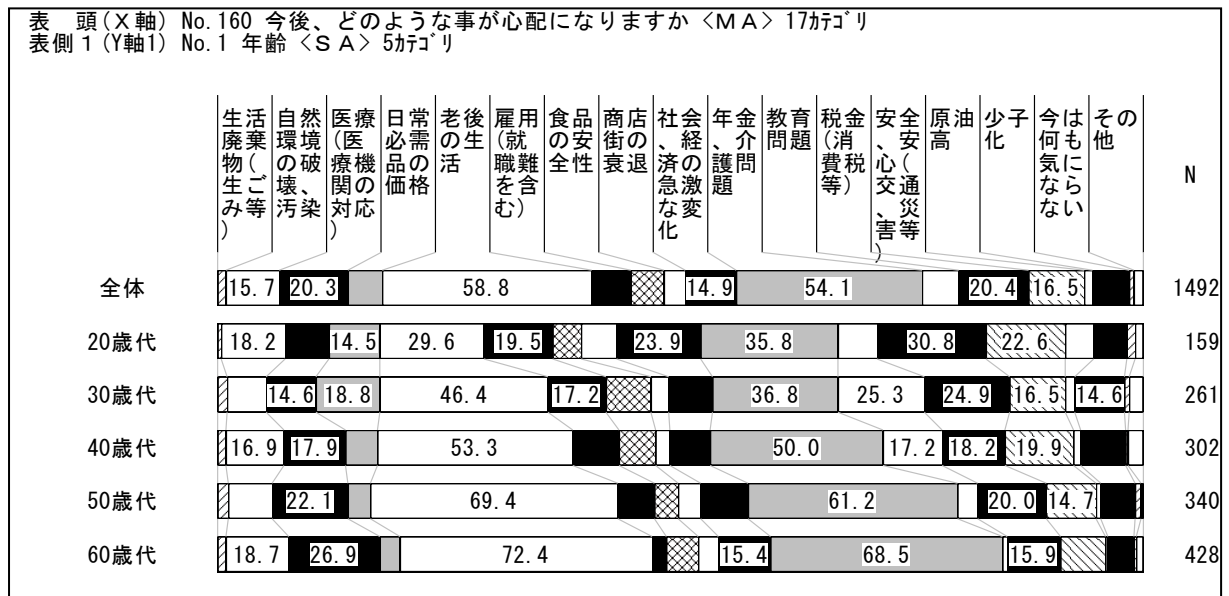 表　頭(X軸) No.160 今後、どのような事が心配になりますか <MA> 17ｶﾃｺﾞﾘ
表側１(Y軸1) No.1 年齢 <ＳＡ> 5ｶﾃｺﾞﾘ
生活
廃棄
物(
生ご
み等
)
自然
環境
の破
壊、
汚染
医療
(医
療機
関の
対応
)
日常
必需
品の
価格
老後
の生
活
雇用
(就
職難
を含
む)
食品
の安
全性
商店
街の
衰退
社会
、経
済の
急激
な変
化
年金
、介
護問
題
教育
問題
税金
(消
費税
等)
安全
、安
心(
交通
、災
害等
)
原油
高
少子
化
今は
何も
気に
なら
ない
その
他
N
全体 15.7 20.3 58.8 14.9 54.1 20.4 16.5 1492
20歳代 18.2 14.5 29.6 19.5 23.9 35.8 30.8 22.6 159
30歳代 14.6 18.8 46.4 17.2 36.8 25.3 24.9 16.5 14.6 261
40歳代 16.9 17.9 53.3 50.0 17.2 18.2 19.9 302
50歳代 22.1 69.4 61.2 20.0 14.7 340
60歳代 18.7 26.9 72.4 15.4 68.5 15.9 428